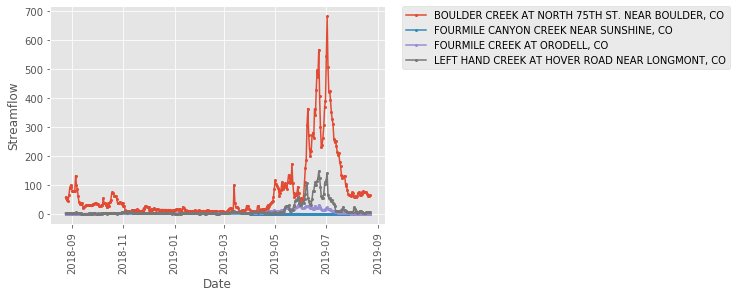 700
600
500
400
300
200
100
0
Streamflow
2018-09
2018-11
2019-01
2019-03
2019-05
2019-07
2019-09
Date
BOULDER CREEK AT NORTH 75TH ST. NEAR BOULDER, CO
FOURMILE CANYON CREEK NEAR SUNSHINE, CO
FOURMILE CREEK AT ORODELL, CO
LEFT HAND CREEK AT HOVER ROAD NEAR LONGMONT, CO